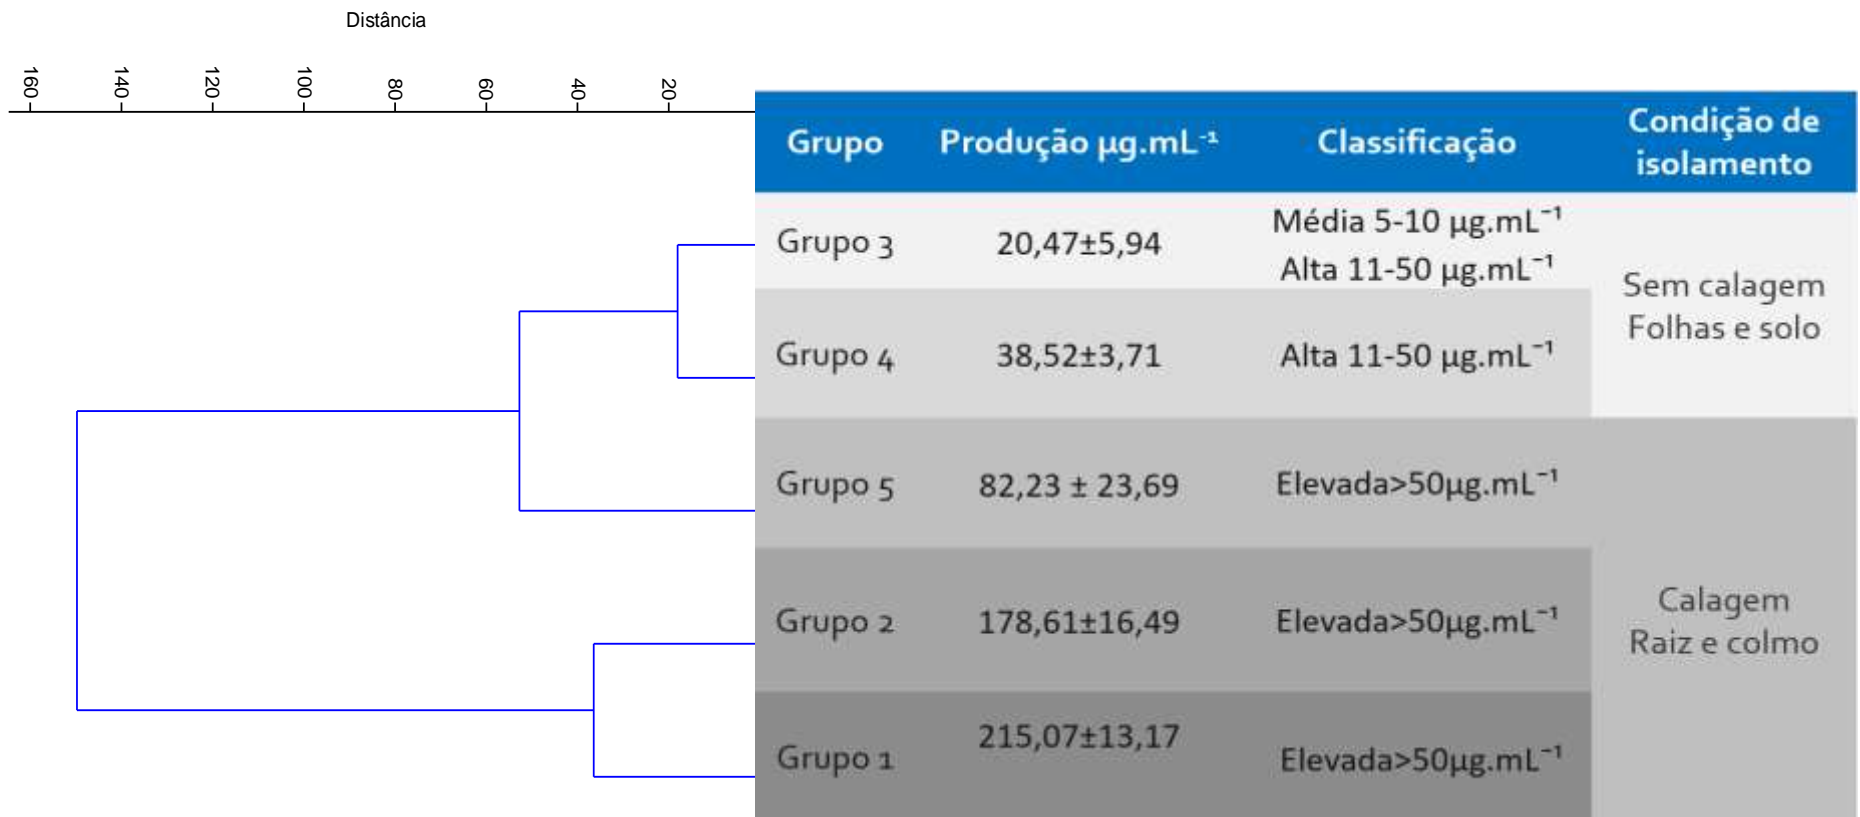 Distância
160 140 120 100 80 60 40 20
Grupo Produção µg.mL⁻¹ Classificação Condição de
isolamento
Grupo 3 20,47±5,94 Média 5-10 µg.mL⁻¹
Alta 11-50 µg.mL⁻¹
Sem calagem
Folhas e solo
Grupo 4 38,52±3,71 Alta 11-50 µg.mL⁻¹
Grupo 5 82,23 ± 23,69 Elevada>50µg.mL⁻¹
Grupo 2 178,61±16,49 Elevada>50µg.mL⁻¹
Calagem
Raiz e colmo
Grupo 1 215,07±13,17 Elevada>50µg.mL⁻¹